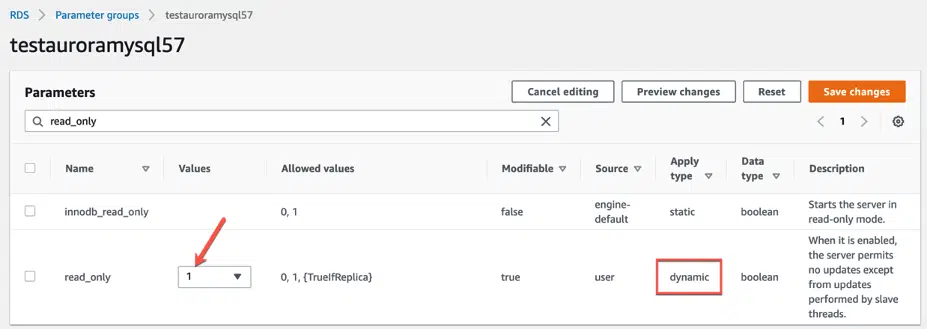 RDS > Parameter groups > testauroramysql57
testauroramysql57
Parameters
Cancel editing
Preview changes
Reset
Save changes
read_only
1
Name Values Allowed values Modifiable Source Apply type Data type Description
innodb_read_only 0, 1 false engine-default static boolean Starts the server in
read-only mode.
read_only 1 0, 1, {TrueIfReplica} true user dynamic boolean When it is enabled,
the server permits
no updates except
from updates
performed by slave
threads.